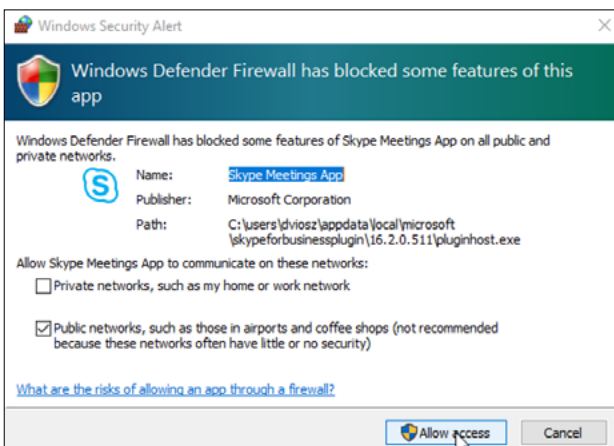 Windows Security Alert
Windows Defender Firewall has blocked some features of this
app
Windows Defender Firewall has blocked some features of Skype Meetings App on all public and
private networks.
Name: Skype Meetings App
Publisher: Microsoft Corporation
Path: C:\users\dviosz\appdata\local\microsoft
\skypeforbusinessplugin\16.2.0.511\pluginhost.exe
Allow Skype Meetings App to communicate on these networks:
Private networks, such as my home or work network
Public networks, such as those in airports and coffee shops (not recommended
because these networks often have little or no security)
What are the risks of allowing an app through a firewall?
Allow access Cancel